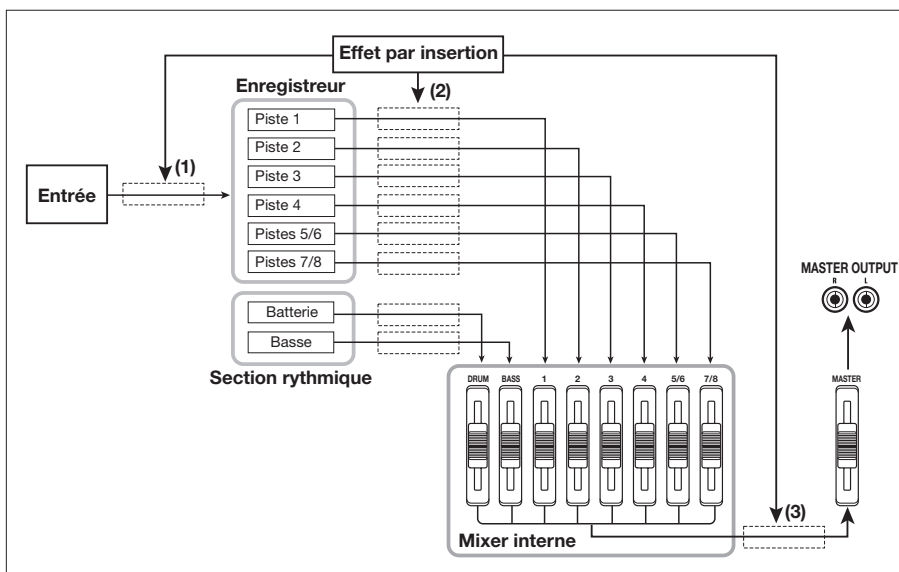 Effet par insertion
Enregistreur
(2)
Piste 1
Piste 2
(1)
Piste 3
Entrée
Piste 4
Pistes 5/6
Pistes 7/8
MASTER OUTPUT
R L
Batterie
Basse
Section rythmique
DRUM BASS 1 2 3 4 5/6 7/8 MASTER
(3)
Mixer interne